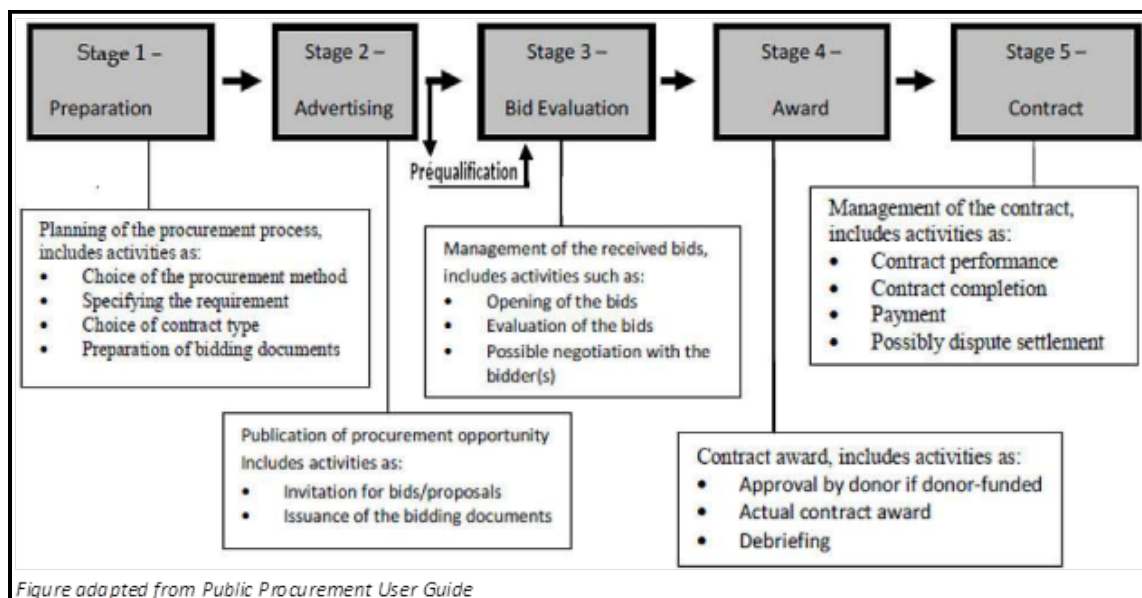 Stage 1 –
Preparation
Stage 2 –
Advertising
Stage 3 –
Bid Evaluation
Stage 4 –
Award
Stage 5 –
Contract
Préqualification
Planning of the procurement process,
includes activities as:
• Choice of the procurement method
• Specifying the requirement
• Choice of contract type
• Preparation of bidding documents
Publication of procurement opportunity
Includes activities as:
• Invitation for bids/proposals
• Issuance of the bidding documents
Management of the received bids,
includes activities such as:
• Opening of the bids
• Evaluation of the bids
• Possible negotiation with the
bidder(s)
Contract award, includes activities as:
• Approval by donor if donor-funded
• Actual contract award
• Debriefing
Management of the contract,
includes activities as:
• Contract performance
• Contract completion
• Payment
• Possibly dispute settlement
Figure adapted from Public Procurement User Guide